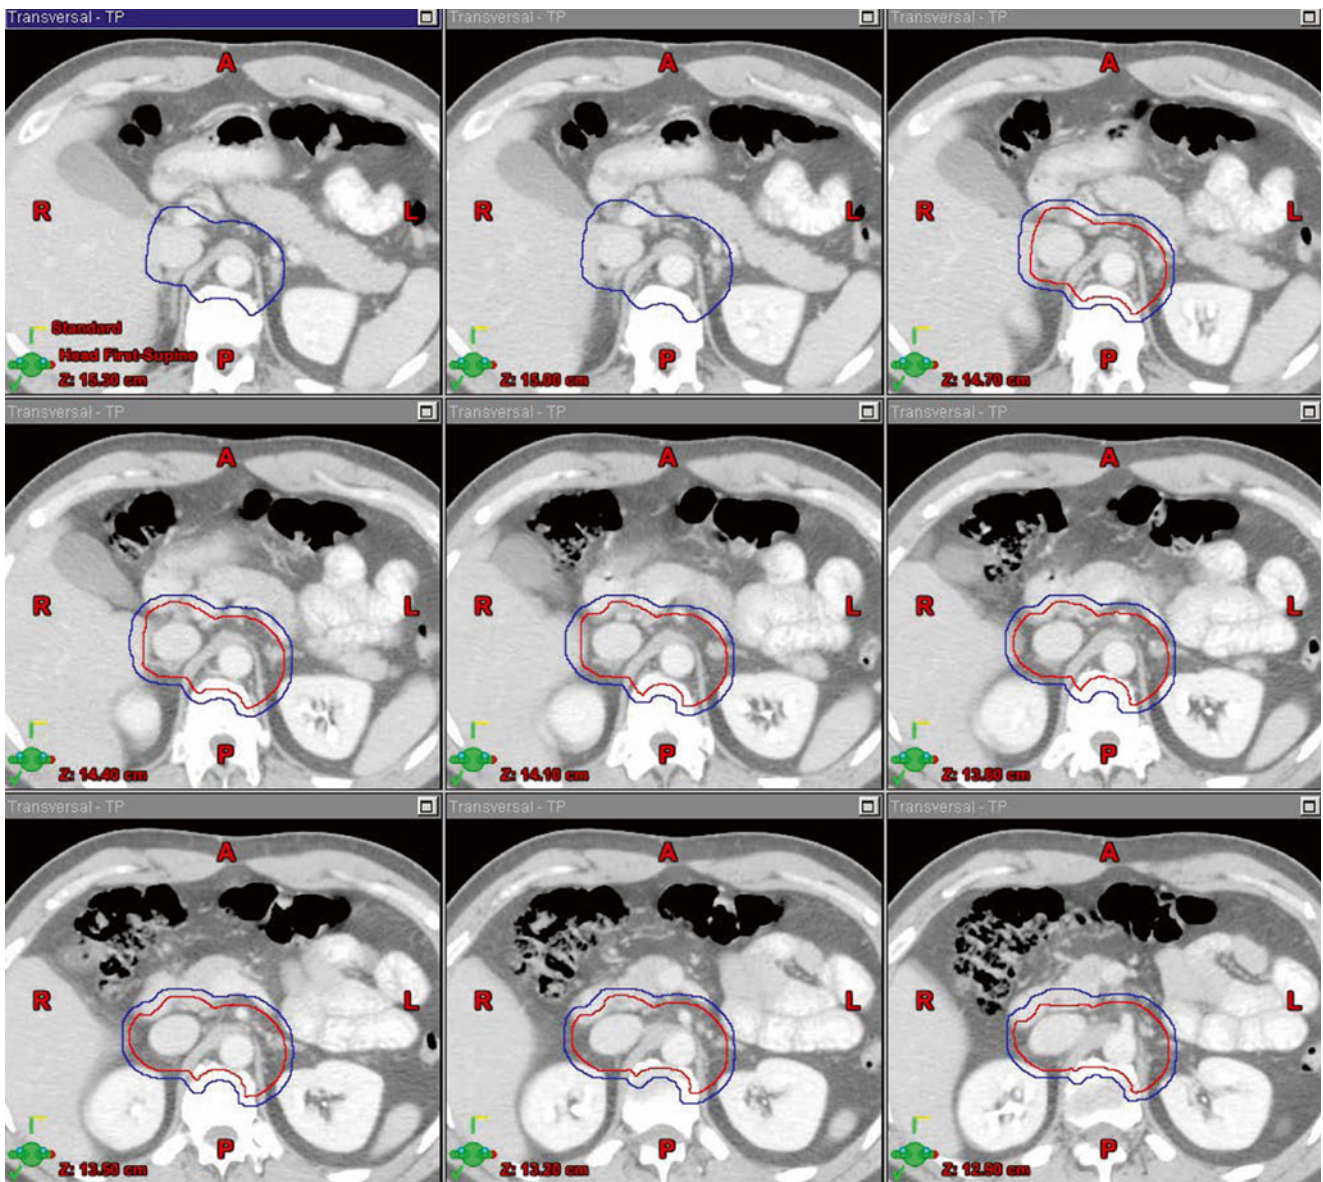 Transversal - TP
Transversal - TP
Transversal - TP
A
A
A
R
L
R
L
R
L
Standard
Head First-Supine
P
P
P
Z: 15.30 cm
Z: 15.00 cm
Z: 14.70 cm
Transversal - TP
Transversal - TP
Transversal - TP
A
A
A
R
L
R
L
R
L
P
P
P
Z: 14.40 cm
Z: 14.10 cm
Z: 13.80 cm
Transversal - TP
Transversal - TP
Transversal - TP
A
A
A
R
L
R
L
R
L
P
P
P
Z: 13.50 cm
Z: 13.20 cm
Z: 12.90 cm